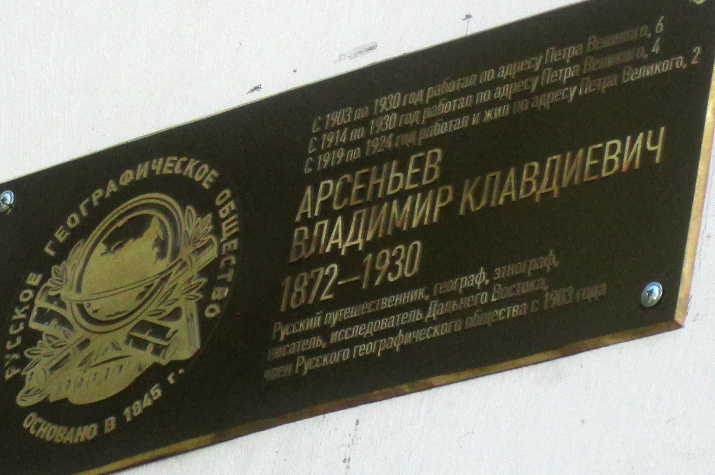 С 1903 по 1930 год работал по адресу Петра Великого, 6
С 1914 по 1930 год работал по адресу Петра Великого, 4
С 1919 по 1924 год работал и жил по адресу Петра Великого, 2
АРСЕНЬЕВ
ВЛАДИМИР КЛАВДИЕВИЧ
1872–1930
Русский путешественник, географ, этнограф,
писатель, исследователь Дальнего Востока,
член Русского географического общества с 1903 года
РУССКОЕ ГЕОГРАФИЧЕСКОЕ ОБЩЕСТВО
ОСНОВАНО В 1845 г.